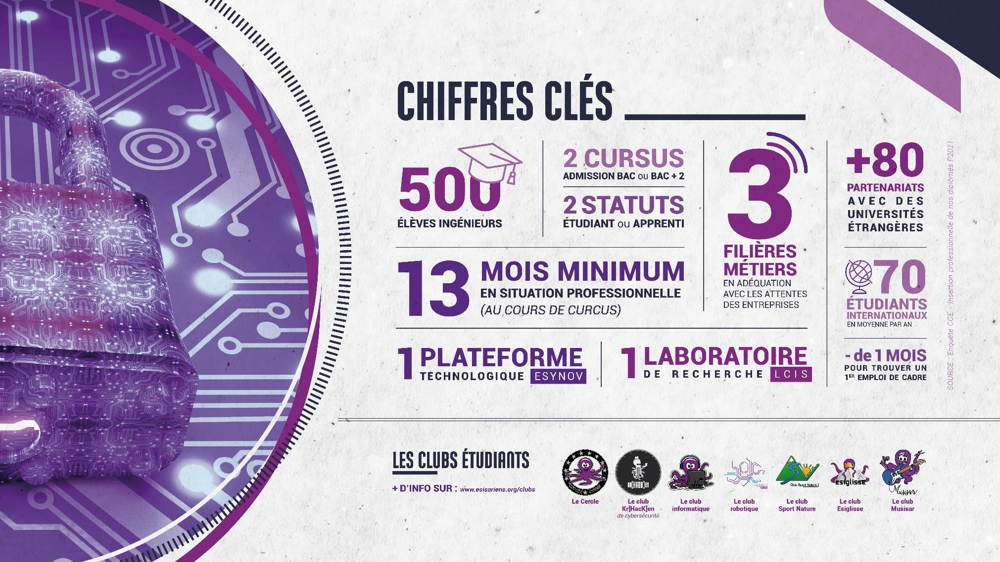 CHIFFRES CLÉS
500
ÉLÈVES INGÉNIEURS
2 CURSUS
ADMISSION BAC ou BAC + 2
2 STATUTS
ÉTUDIANT ou APPRENTI
13 MOIS MINIMUM
EN SITUATION PROFESSIONNELLE
(AU COURS DE CURCUS)
3
FILIÈRES
MÉTIERS
EN ADÉQUATION
AVEC LES ATTENTES
DES ENTREPRISES
1 PLATEFORME
TECHNOLOGIQUE ESYNOV
1 LABORATOIRE
DE RECHERCHE LCIS
+80
PARTENARIATS
AVEC DES
UNIVERSITÉS
ÉTRANGÈRES
70
ÉTUDIANTS
INTERNATIONAUX
EN MOYENNE PAR AN
- de 1 MOIS
POUR TROUVER UN
1ER EMPLOI DE CADRE
SOURCE : Enquête CGE - Insertion professionnelle de nos diplômés P2021
LES CLUBS ÉTUDIANTS
+ D'INFO SUR : www.esisariens.org/clubs
Le Cercle
Le club
Kr[HacK]en
de cybersécurité
Le club
informatique
Le club
robotique
Club Sport Nature
Le club
Sport Nature
Esiglisse
Le club
Esiglisse
Musisar
Le club
Musisar